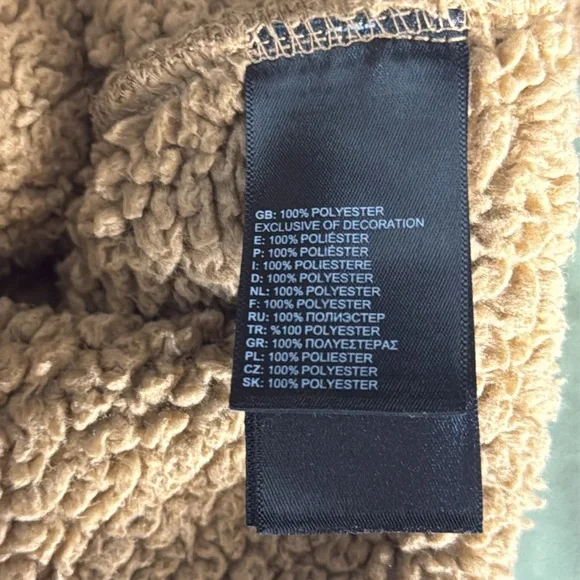 GB: 100% POLYESTER
EXCLUSIVE OF DECORATION
E: 100% POLIÉSTER
P: 100% POLIÉSTER
I: 100% POLIESTERE
D: 100% POLYESTER
NL: 100% POLYESTER
F: 100% POLYESTER
RU: 100% ПОЛИЭСТЕР
TR: %100 POLYESTER
GR: 100% ΠΟΛΥΕΣΤΕΡΑΣ
PL: 100% POLIESTER
CZ: 100% POLYESTER
SK: 100% POLYESTER